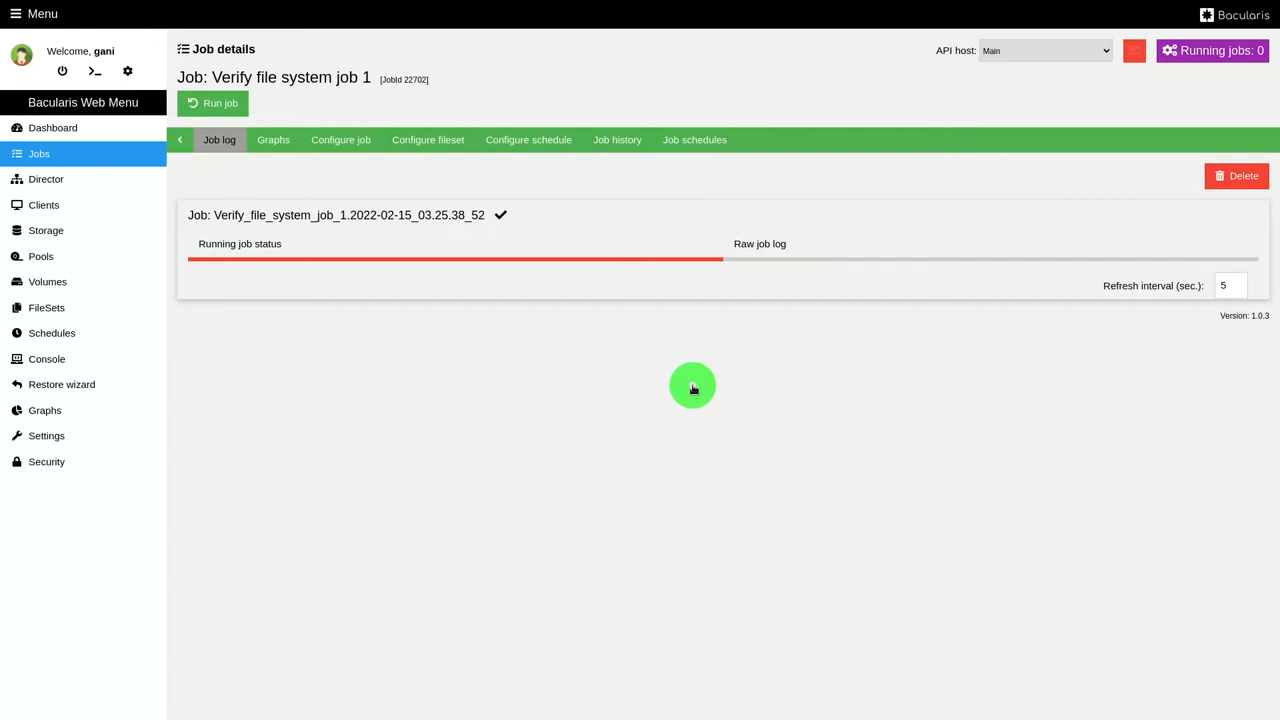 Menu
Bacularis
Welcome, gani
Bacularis Web Menu
Dashboard
Jobs
Director
Clients
Storage
Pools
Volumes
FileSets
Schedules
Console
Restore wizard
Graphs
Settings
Security
Job details
API host: Main
Running jobs: 0
Job: Verify file system job 1 [JobId 22702]
Run job
Job log Graphs Configure job Configure fileset Configure schedule Job history Job schedules
Delete
Job: Verify_file_system_job_1.2022-02-15_03.25.38_52
Running job status Raw job log
Refresh interval (sec.): 5
Version: 1.0.3